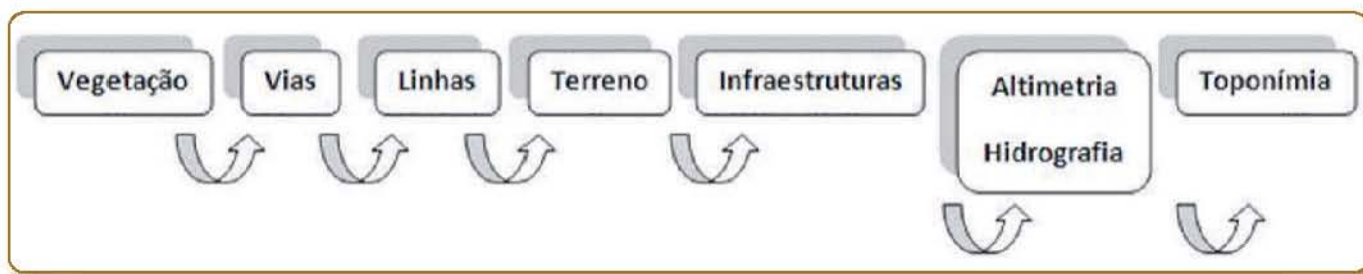 Vegetação
Vias
Linhas
Terreno
Infraestruturas
Altimetria
Hidrografia
Toponímia